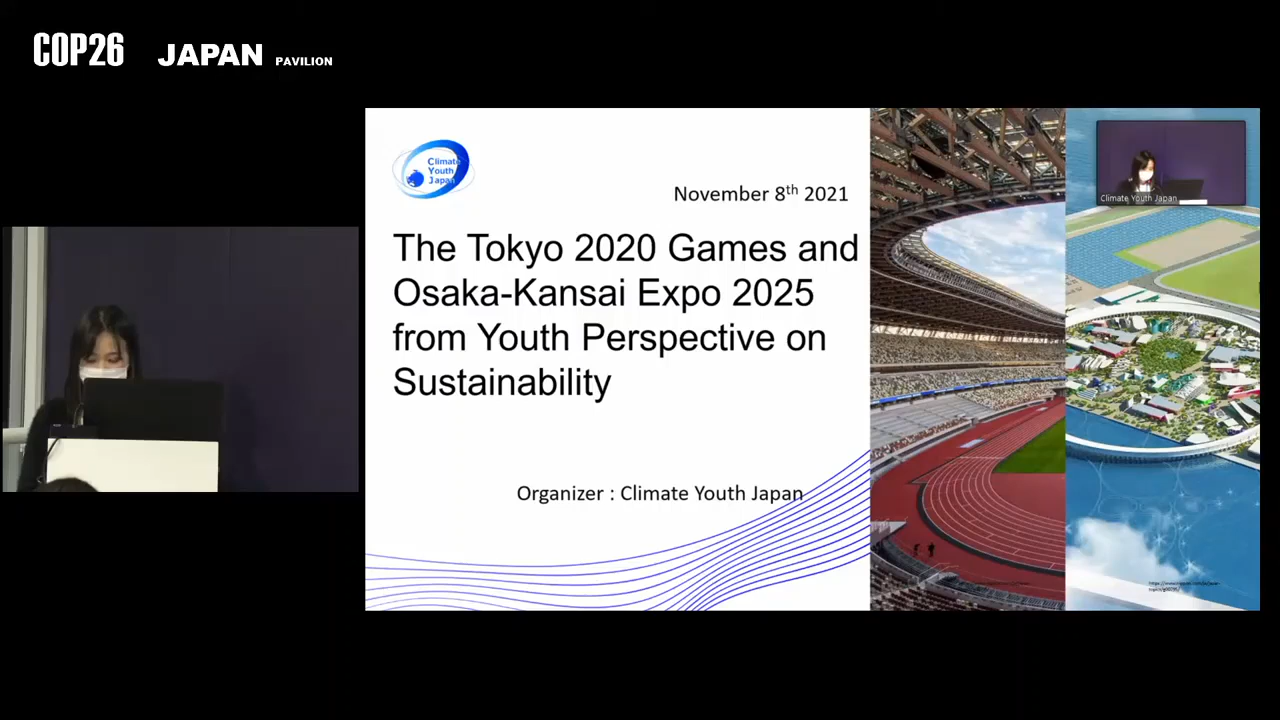 COP26 JAPAN PAVILION
Climate
Youth
Japan
November 8th 2021
The Tokyo 2020 Games and
Osaka-Kansai Expo 2025
from Youth Perspective on
Sustainability
Organizer : Climate Youth Japan
Climate Youth Japan